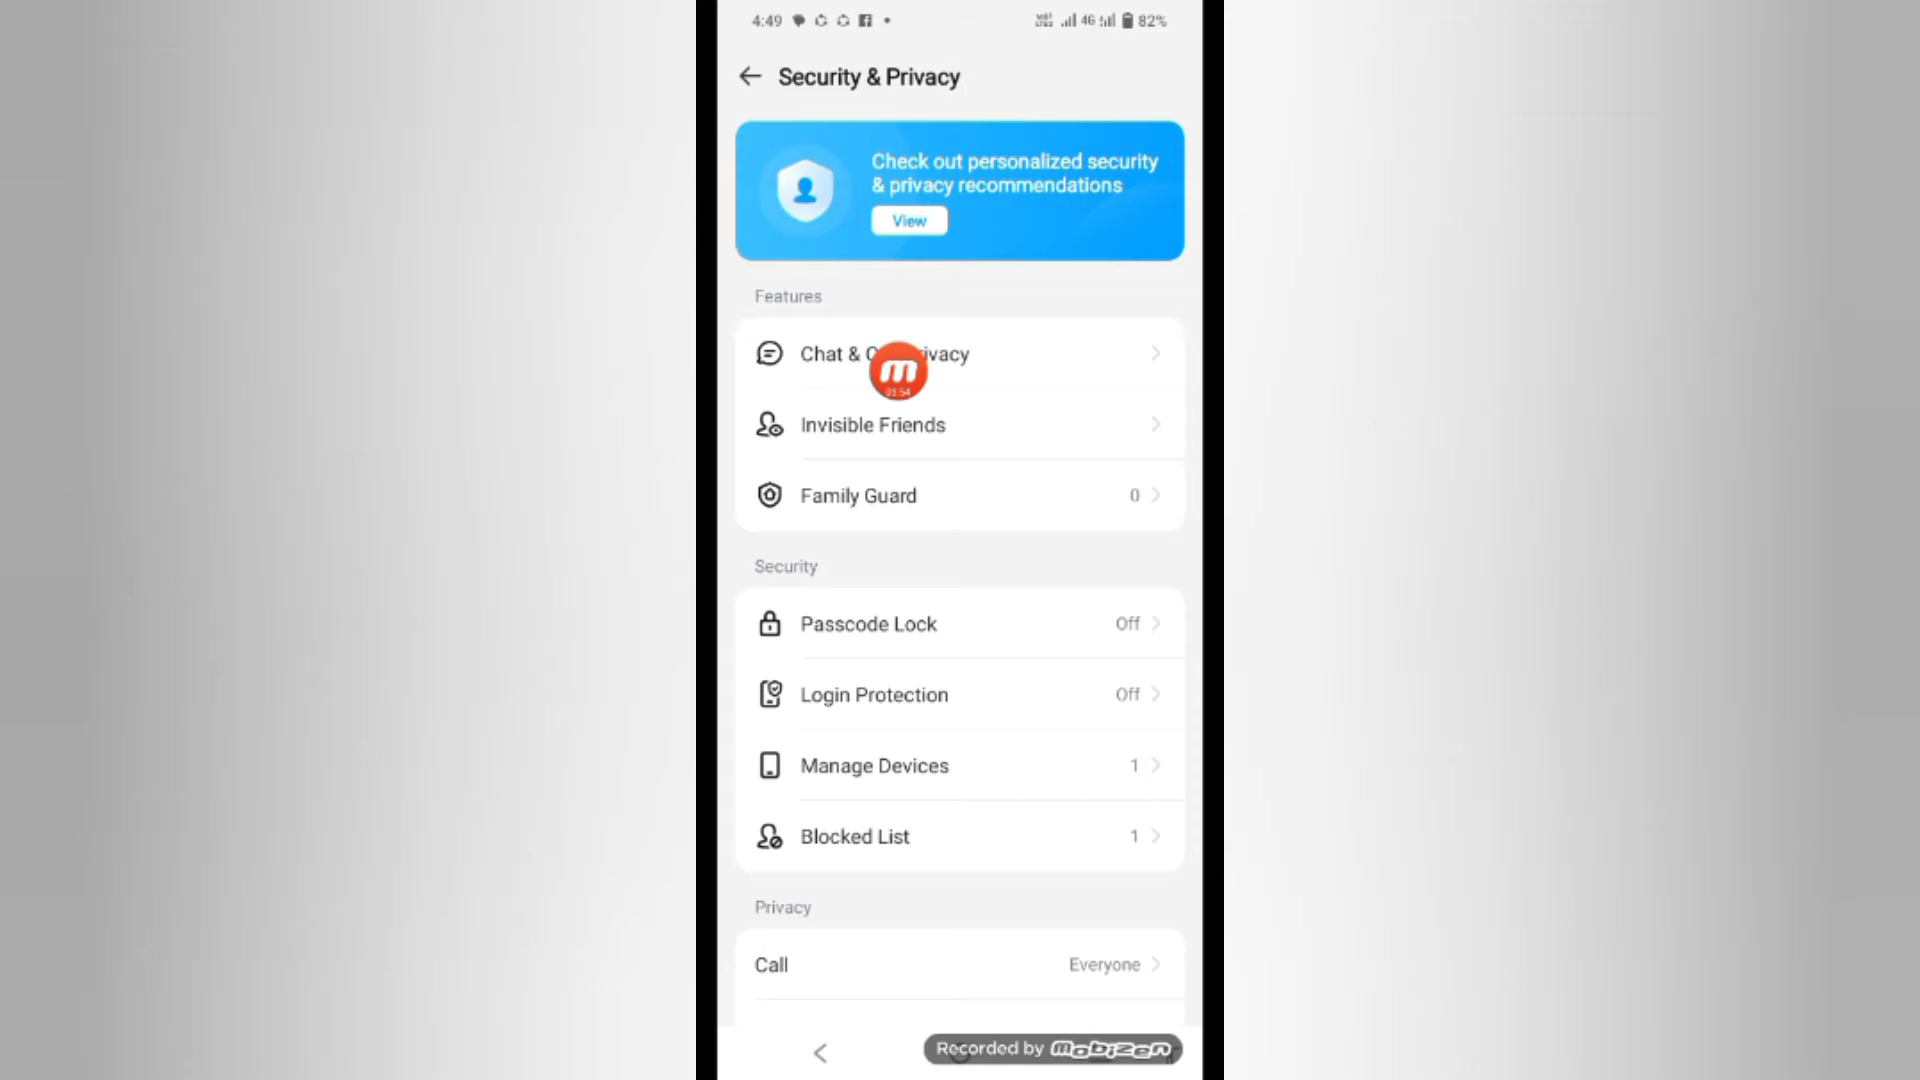 4:49
4G 82%
Security & Privacy
Check out personalized security
& privacy recommendations
View
Features
Chat & C ivacy
m
Invisible Friends
Family Guard 0
Security
Passcode Lock Off
Login Protection Off
Manage Devices 1
Blocked List 1
Privacy
Call Everyone
Recorded by mobizen